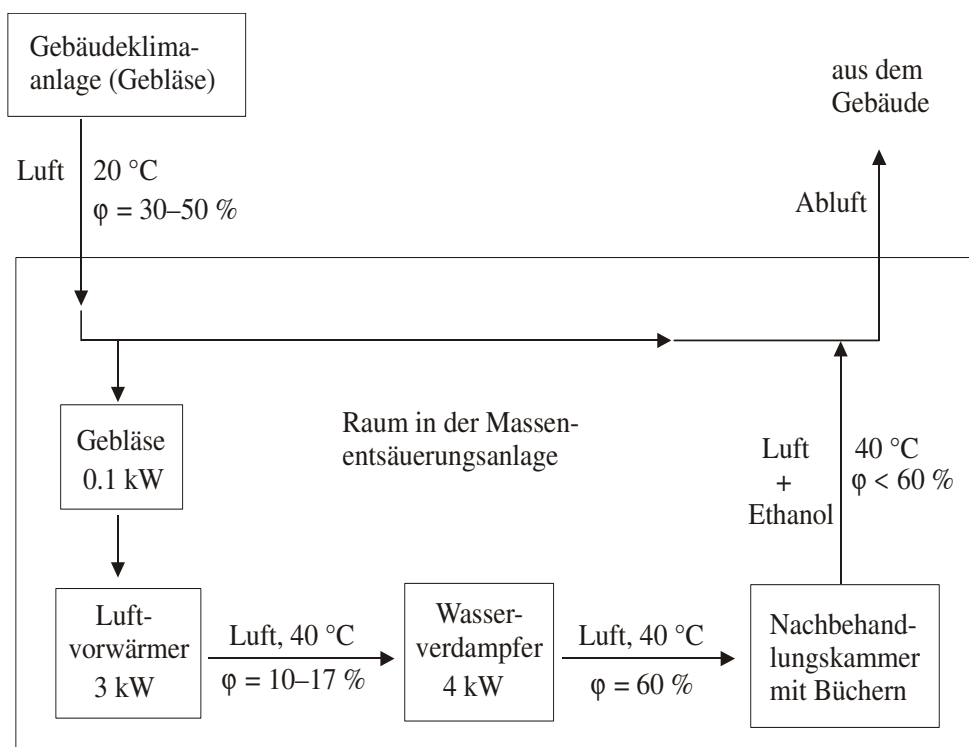 Gebäudeklima-
anlage (Gebläse)
aus dem
Gebäude
Luft
20 °C
φ = 30–50 %
Abluft
Gebläse
0.1 kW
Raum in der Massen-
entsäuerungsanlage
Luft
+
Ethanol
40 °C
φ < 60 %
Luft-
vorwärmer
3 kW
Luft, 40 °C
φ = 10–17 %
Wasser-
verdampfer
4 kW
Luft, 40 °C
φ = 60 %
Nachbehand-
lungskammer
mit Büchern